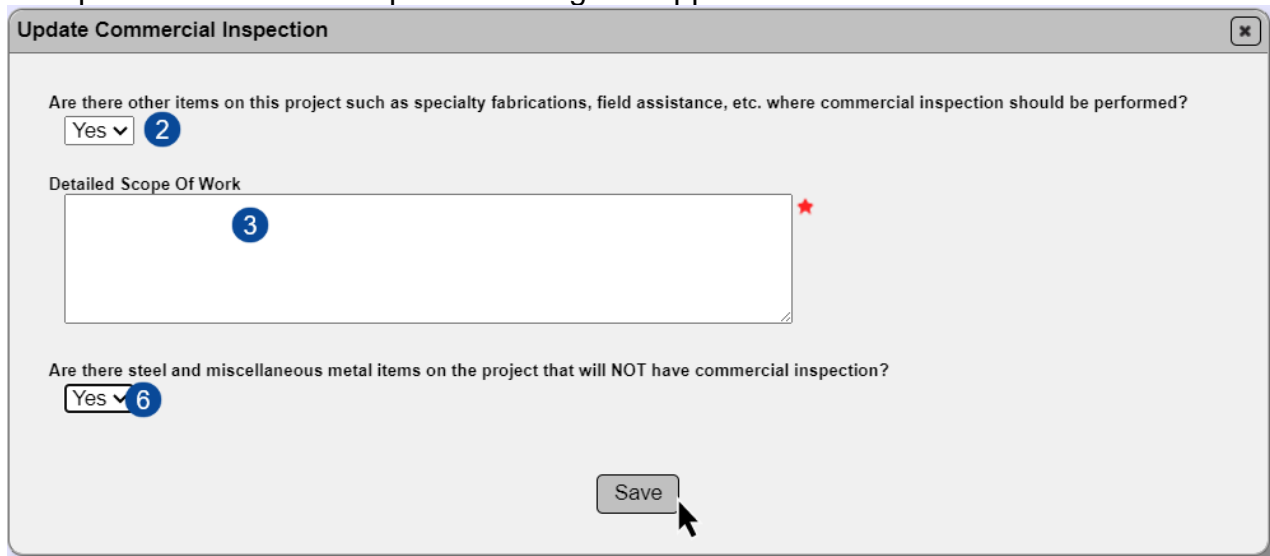 Update Commercial Inspection
Are there other items on this project such as specialty fabrications, field assistance, etc. where commercial inspection should be performed?
Yes 2
Detailed Scope Of Work
3
Are there steel and miscellaneous metal items on the project that will NOT have commercial inspection?
Yes 6
Save